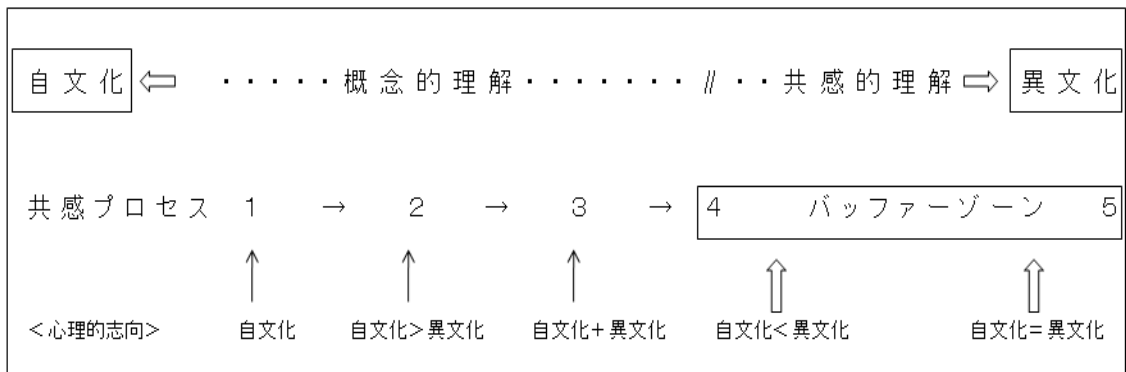 自文化⇦ ・・・・・概念的理解・・・・・・・ // ・・共感的理解⇨ 異文化
共感プロセス 1 → 2 → 3 → 4 バッファーゾーン 5
<心理的志向> 自文化 自文化>異文化 自文化+異文化 自文化<異文化 自文化=異文化